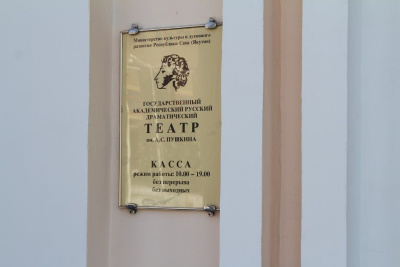 Министерство культуры и духовного
развития Республики Саха (Якутия)
ГОСУДАРСТВЕННЫЙ
АКАДЕМИЧЕСКИЙ РУССКИЙ
ДРАМАТИЧЕСКИЙ
ТЕАТР
им. А.С. ПУШКИНА
КАССА
режим работы: 10.00 – 19.00
без перерыва
без выходных